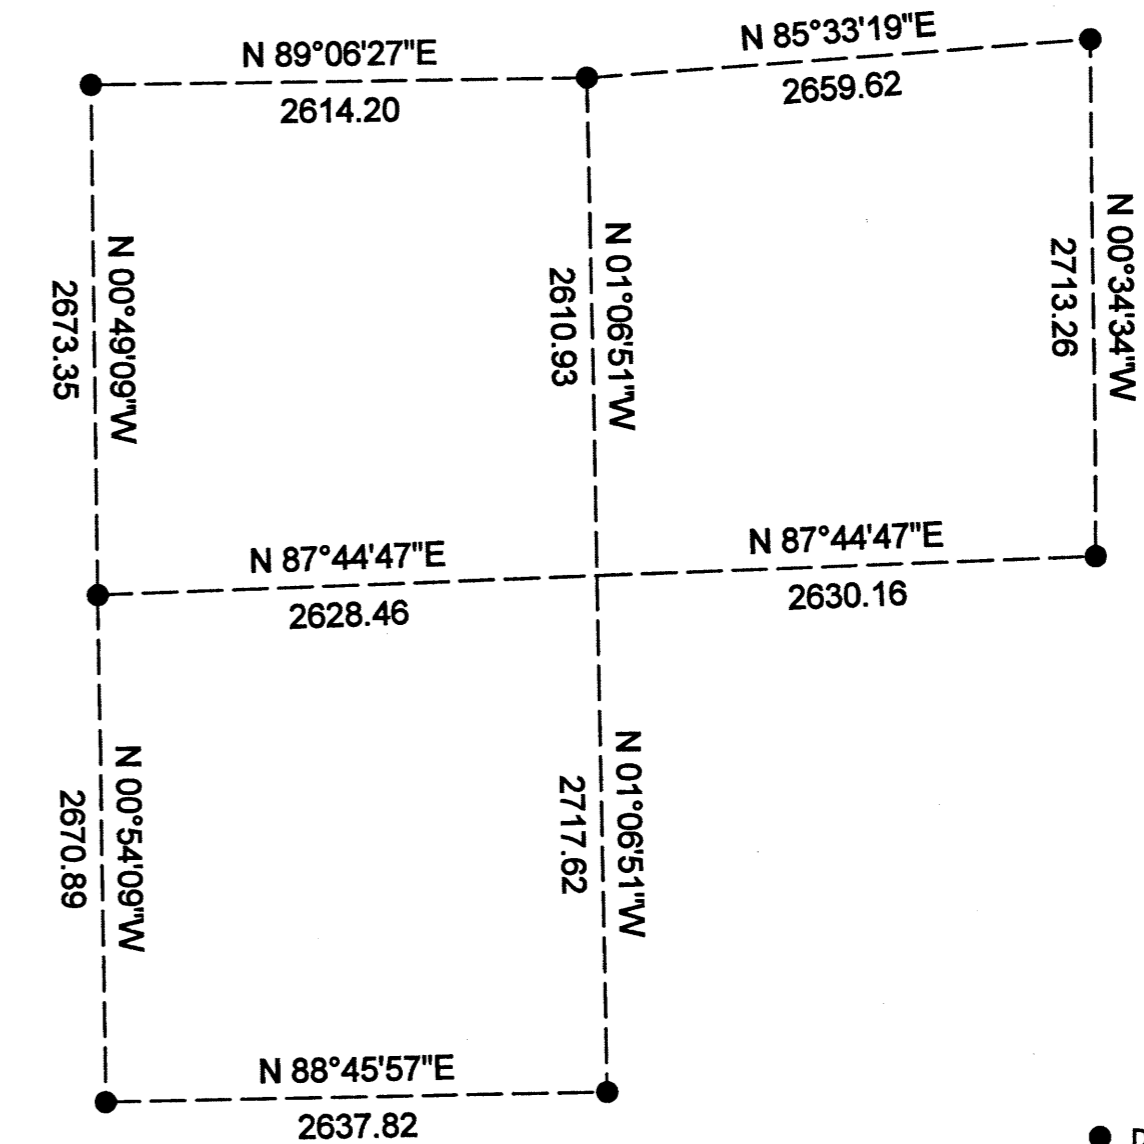 N 89°06'27"E
2614.20
N 85°33'19"E
2659.62
N 00°49'09"W
2673.35
N 01°06'51"W
2610.93
N 00°34'34"W
2713.26
N 87°44'47"E
2628.46
N 87°44'47"E
2630.16
N 00°54'09"W
2670.89
N 01°06'51"W
2717.62
N 88°45'57"E
2637.82